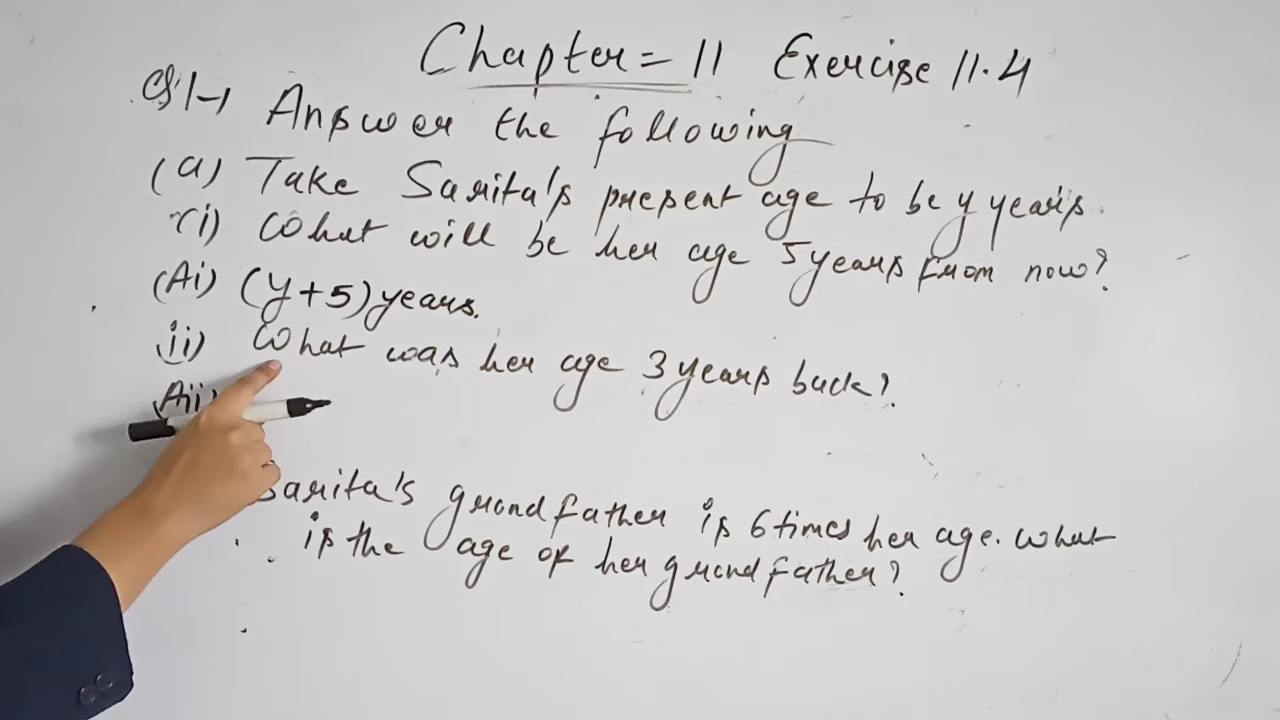 Chapter = 11 Exercise 11.4
Q1→ Answer the following
(a) Take Sarita's present age to be y years.
(i) What will be her age 5 years from now?
(Ai) (y+5) years.
(ii) What was her age 3 years back?
(Aii)
Sarita's grandfather is 6 times her age. What
is the age of her grandfather?